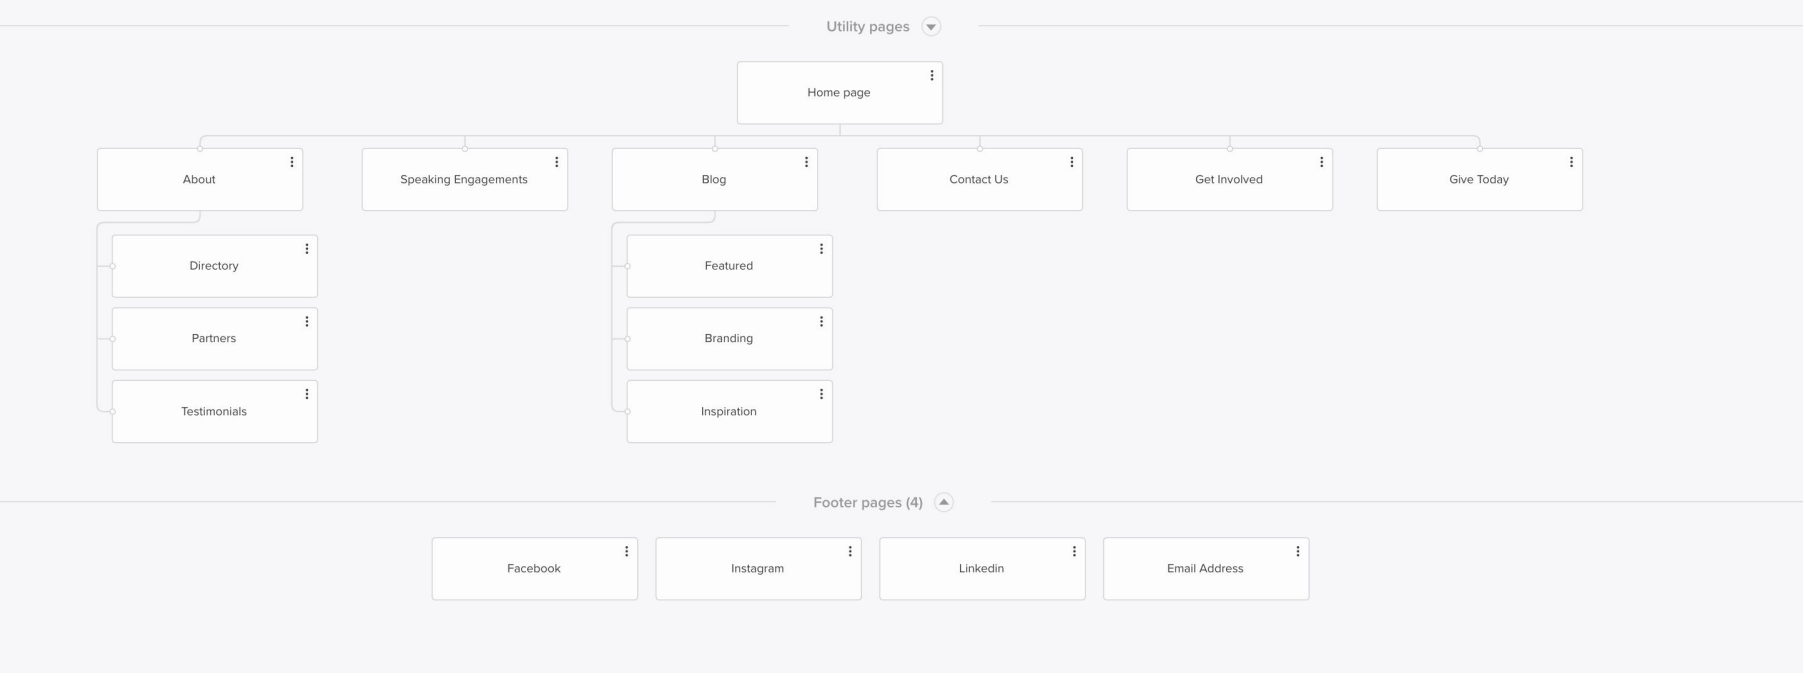 Utility pages
Home page
About
Speaking Engagements
Blog
Contact Us
Get Involved
Give Today
Directory
Featured
Partners
Branding
Testimonials
Inspiration
Footer pages (4)
Facebook
Instagram
Linkedin
Email Address